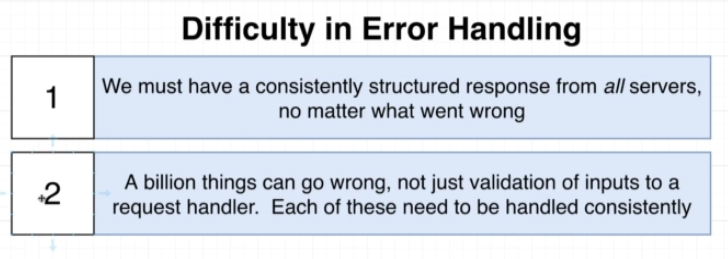 Difficulty in Error Handling
1
We must have a consistently structured response from all servers,
no matter what went wrong
2
A billion things can go wrong, not just validation of inputs to a
request handler.  Each of these need to be handled consistently